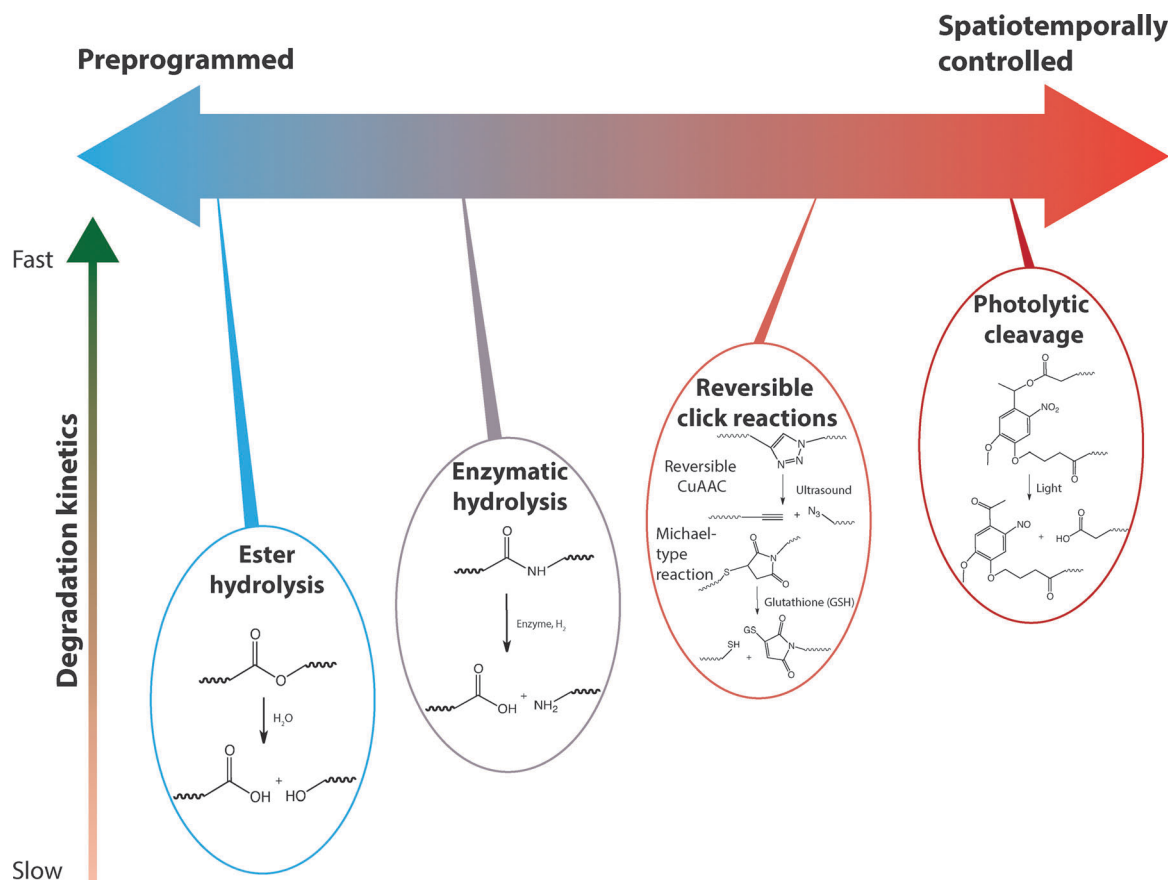 Preprogrammed
Spatiotemporally
controlled
Fast
Degradation kinetics
Slow
Ester
hydrolysis
O
O
H₂O
O
OH
+
HO
Enzymatic
hydrolysis
O
NH
Enzyme, H₂
O
OH
+
NH₂
Reversible
click reactions
N
N
N
Reversible
CuAAC
Ultrasound
+
N₃
Michael-
type
reaction
O
N
S
O
Glutathione (GSH)
O
GS
SH
N
+
O
Photolytic
cleavage
O
O
NO₂
O
O
O
Light
O
NO
+
O
HO
O
O
O